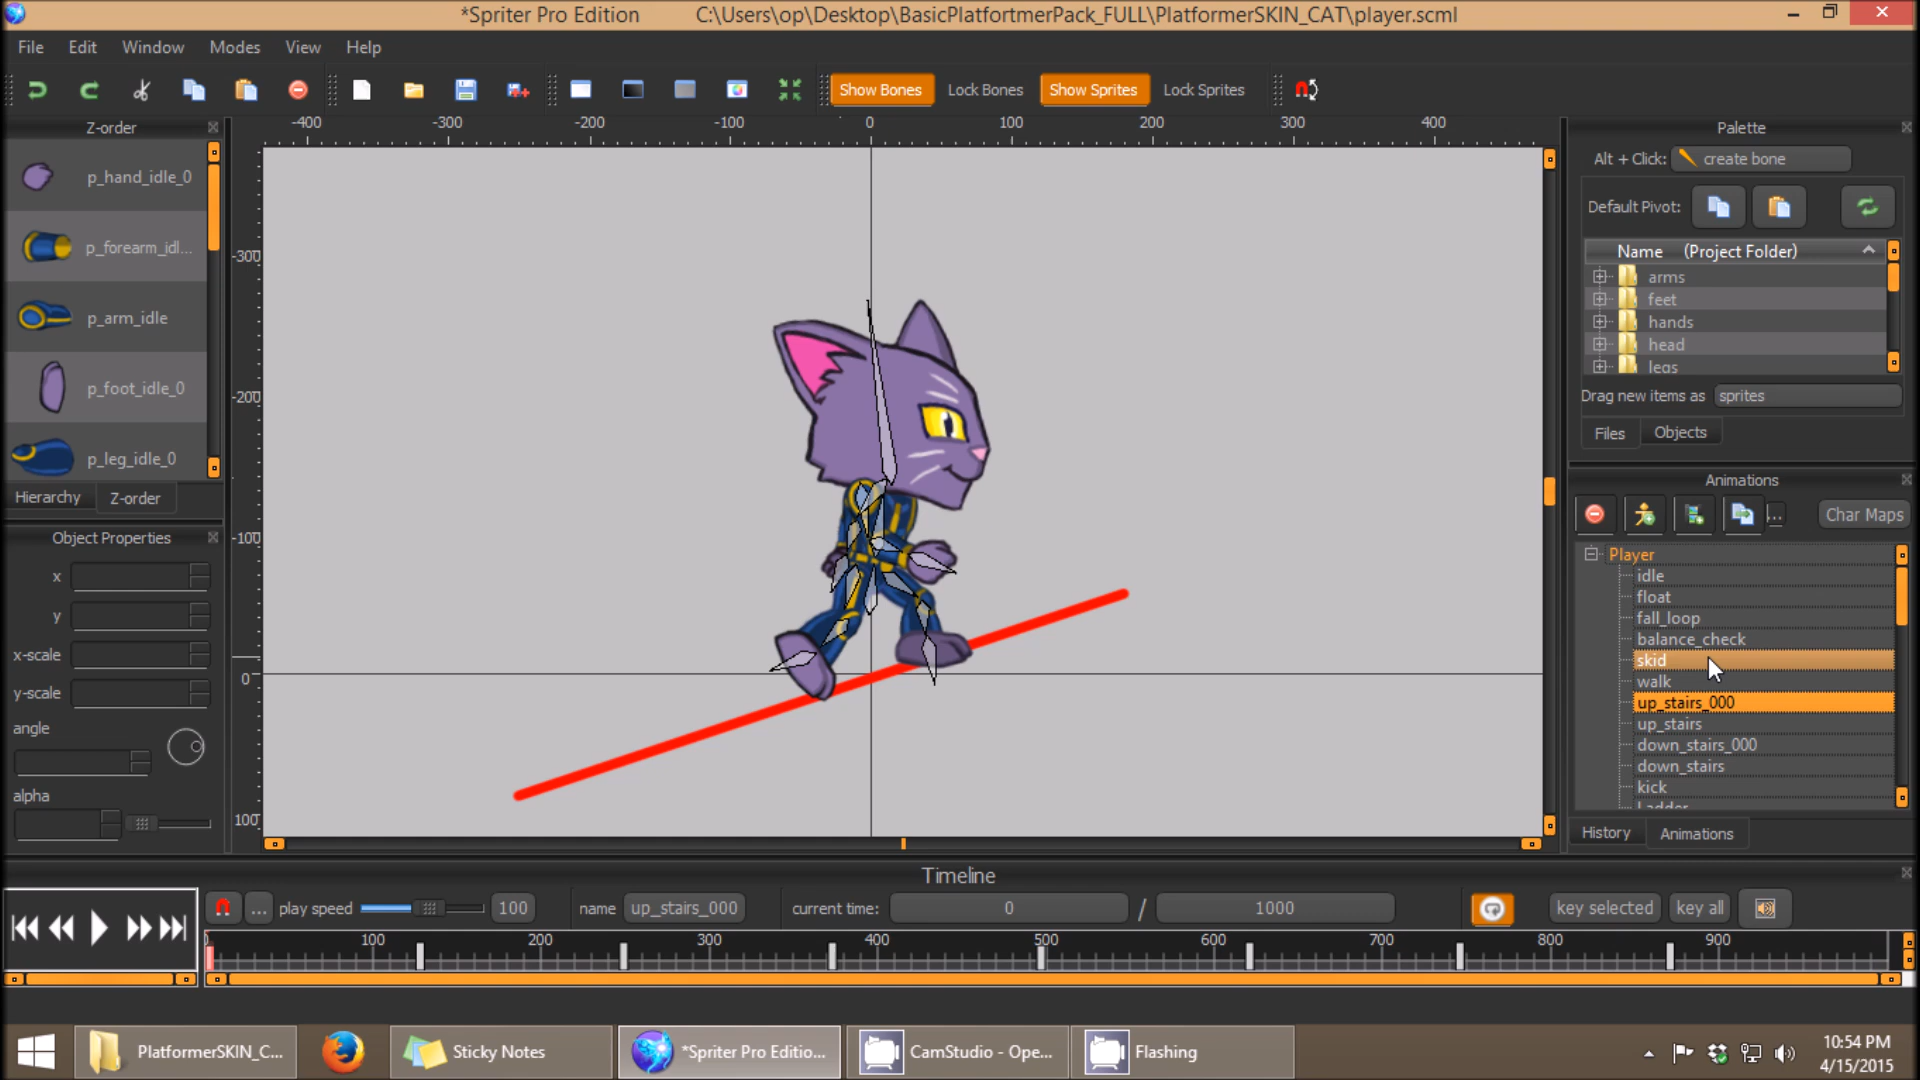 *Spriter Pro Edition C:\Users\op\Desktop\BasicPlatfortmerPack_FULL\PlatformerSKIN_CAT\player.scml
File Edit Window Modes View Help
Show Bones Lock Bones Show Sprites Lock Sprites
Z-order
-400 -300 -200 -100 0 100 200 300 400
Palette
p_hand_idle_0
p_forearm_idl...
p_arm_idle
p_foot_idle_0
p_leg_idle_0
Hierarchy Z-order
Object Properties
x
y
x-scale
y-scale
angle
alpha
-300
-200
-100
0
100
Alt + Click: create bone
Default Pivot:
Name (Project Folder)
arms
feet
hands
head
legs
Drag new items as sprites
Files Objects
Animations
... Char Maps
Player
idle
float
fall_loop
balance_check
skid
walk
up_stairs_000
up_stairs
down_stairs_000
down_stairs
kick
Ladder
History Animations
Timeline
... play speed 100 name up_stairs_000 current time: 0 / 1000 key selected key all
0 100 200 300 400 500 600 700 800 900
PlatformerSKIN_C... Sticky Notes *Spriter Pro Editio... CamStudio - Ope... Flashing
10:54 PM
4/15/2015